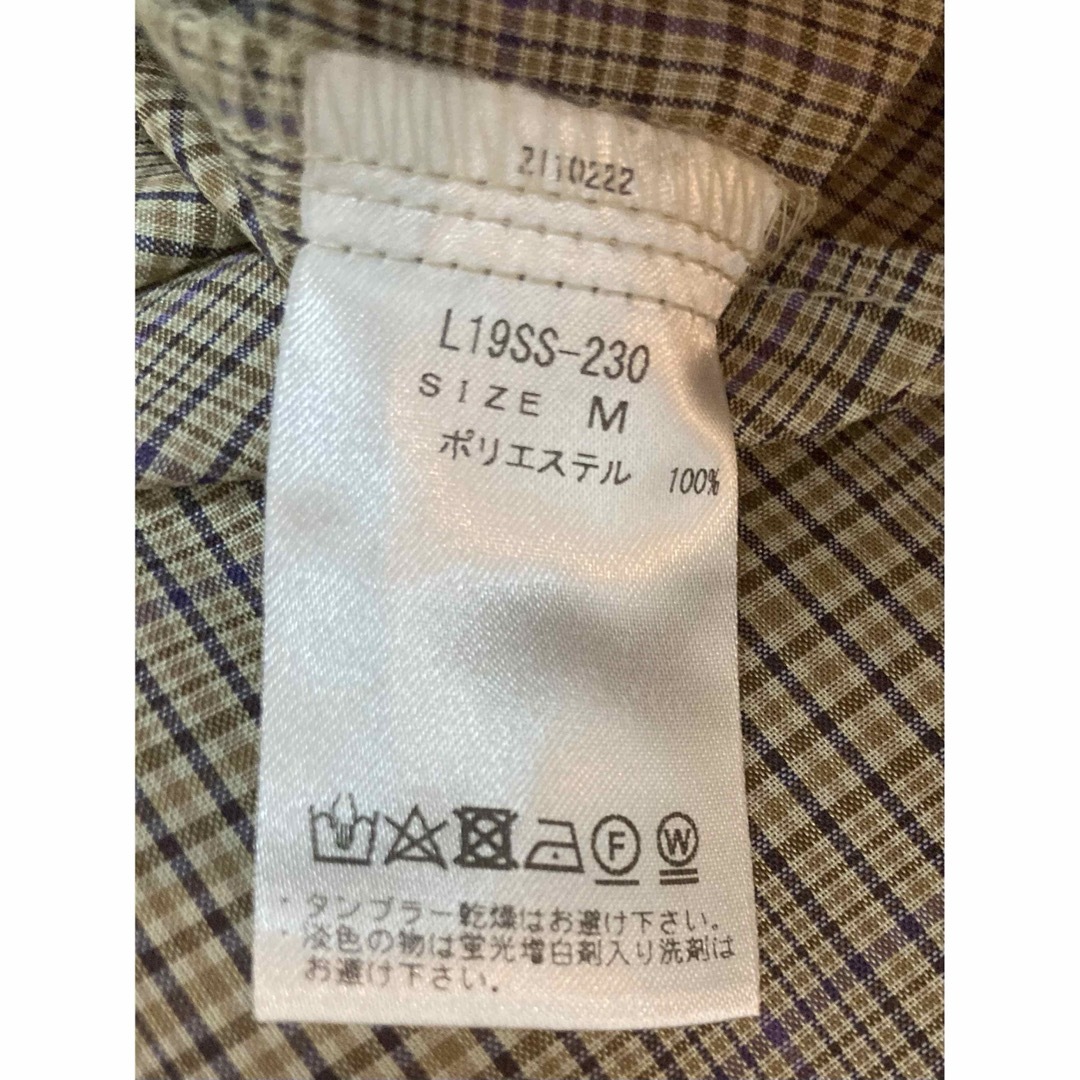 2110222
L19SS-230
SIZE M
ポリエステル 100%
F W
・タンブラー乾燥はお避け下さい。
・淡色の物は蛍光増白剤入り洗剤は
お避け下さい。